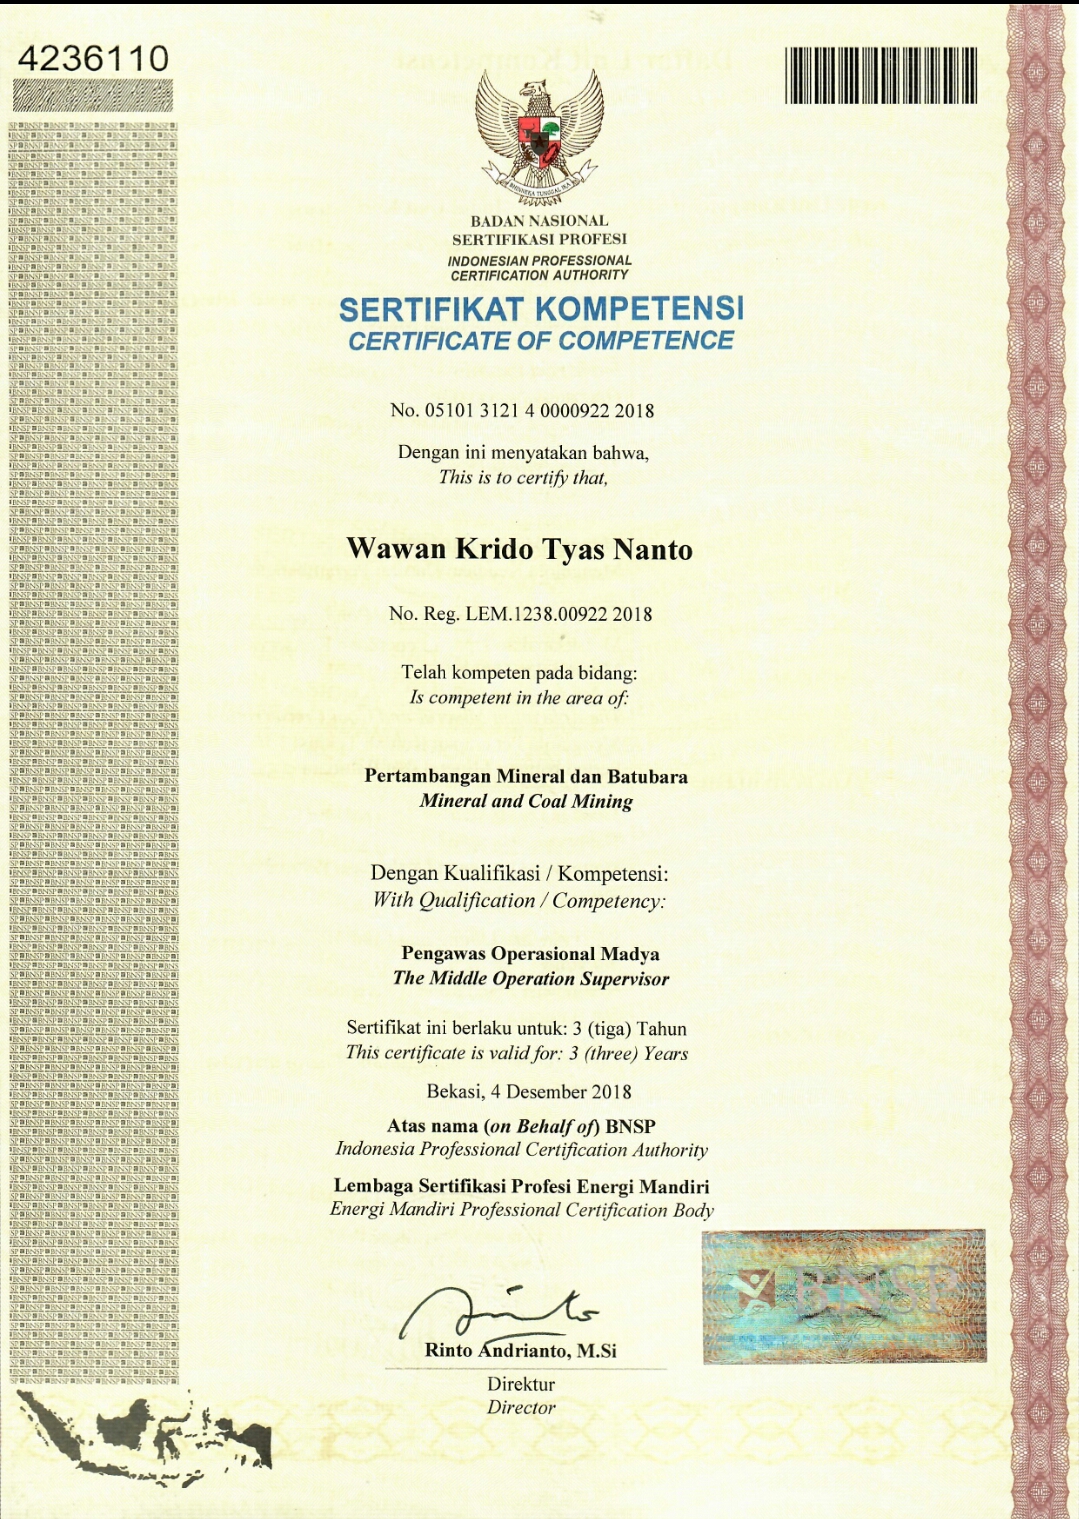 4236110
BHINNEKA TUNGGAL IKA
BADAN NASIONAL
SERTIFIKASI PROFESI
INDONESIAN PROFESSIONAL
CERTIFICATION AUTHORITY
SERTIFIKAT KOMPETENSI
CERTIFICATE OF COMPETENCE
No. 05101 3121 4 0000922 2018
Dengan ini menyatakan bahwa,
This is to certify that,
Wawan Krido Tyas Nanto
No. Reg. LEM.1238.00922 2018
Telah kompeten pada bidang:
Is competent in the area of:
Pertambangan Mineral dan Batubara
Mineral and Coal Mining
Dengan Kualifikasi / Kompetensi:
With Qualification / Competency:
Pengawas Operasional Madya
The Middle Operation Supervisor
Sertifikat ini berlaku untuk: 3 (tiga) Tahun
This certificate is valid for: 3 (three) Years
Bekasi, 4 Desember 2018
Atas nama (on Behalf of) BNSP
Indonesia Professional Certification Authority
Lembaga Sertifikasi Profesi Energi Mandiri
Energi Mandiri Professional Certification Body
BNSP
Rinto Andrianto, M.Si
Direktur
Director